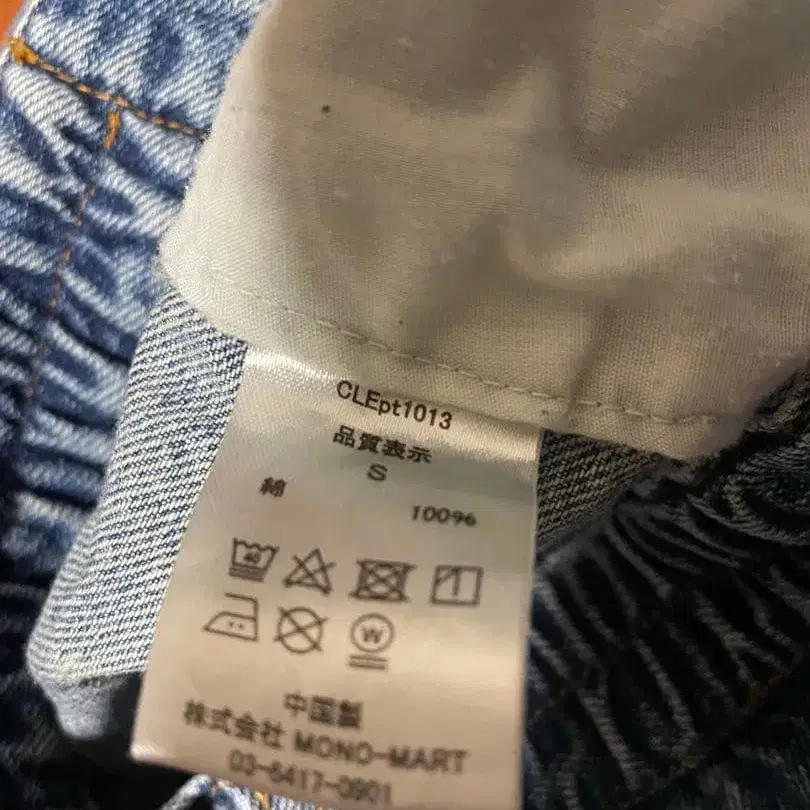 CLEpt1013
品質表示
S
綿 100%
40
W
中国製
株式会社 MONO-MART
03-6417-0901